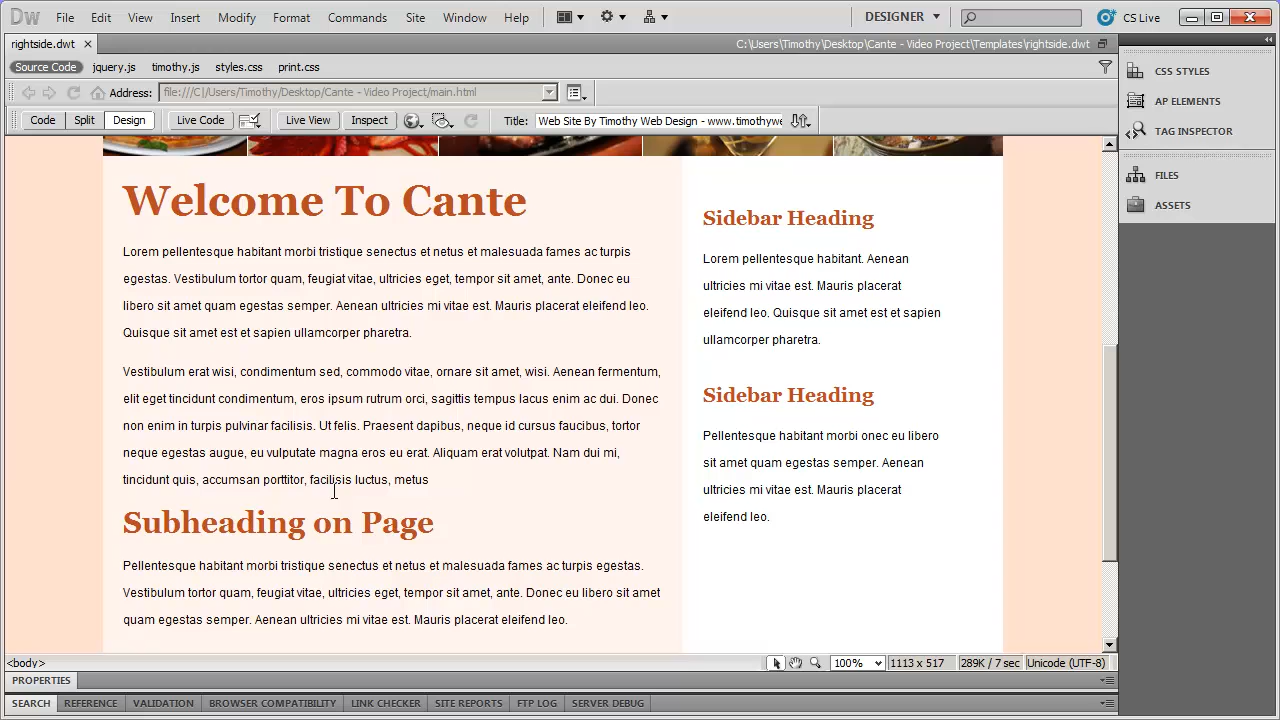 Dw File Edit View Insert Modify Format Commands Site Window Help DESIGNER CS Live
rightside.dwt C:\Users\Timothy\Desktop\Cante - Video Project\Templates\rightside.dwt
Source Code jquery.js timothy.js styles.css print.css
Address: file:///C|/Users/Timothy/Desktop/Cante - Video Project/main.html
Code Split Design Live Code Live View Inspect Title: Web Site By Timothy Web Design - www.timothywe
CSS STYLES
AP ELEMENTS
TAG INSPECTOR
FILES
ASSETS
Welcome To Cante
Lorem pellentesque habitant morbi tristique senectus et netus et malesuada fames ac turpis
egestas. Vestibulum tortor quam, feugiat vitae, ultricies eget, tempor sit amet, ante. Donec eu
libero sit amet quam egestas semper. Aenean ultricies mi vitae est. Mauris placerat eleifend leo.
Quisque sit amet est et sapien ullamcorper pharetra.
Vestibulum erat wisi, condimentum sed, commodo vitae, ornare sit amet, wisi. Aenean fermentum,
elit eget tincidunt condimentum, eros ipsum rutrum orci, sagittis tempus lacus enim ac dui. Donec
non enim in turpis pulvinar facilisis. Ut felis. Praesent dapibus, neque id cursus faucibus, tortor
neque egestas augue, eu vulputate magna eros eu erat. Aliquam erat volutpat. Nam dui mi,
tincidunt quis, accumsan porttitor, facilisis luctus, metus
Subheading on Page
Pellentesque habitant morbi tristique senectus et netus et malesuada fames ac turpis egestas.
Vestibulum tortor quam, feugiat vitae, ultricies eget, tempor sit amet, ante. Donec eu libero sit amet
quam egestas semper. Aenean ultricies mi vitae est. Mauris placerat eleifend leo.
Sidebar Heading
Lorem pellentesque habitant. Aenean
ultricies mi vitae est. Mauris placerat
eleifend leo. Quisque sit amet est et sapien
ullamcorper pharetra.
Sidebar Heading
Pellentesque habitant morbi onec eu libero
sit amet quam egestas semper. Aenean
ultricies mi vitae est. Mauris placerat
eleifend leo.
<body> 100% 1113 x 517 289K / 7 sec Unicode (UTF-8)
PROPERTIES
SEARCH REFERENCE VALIDATION BROWSER COMPATIBILITY LINK CHECKER SITE REPORTS FTP LOG SERVER DEBUG